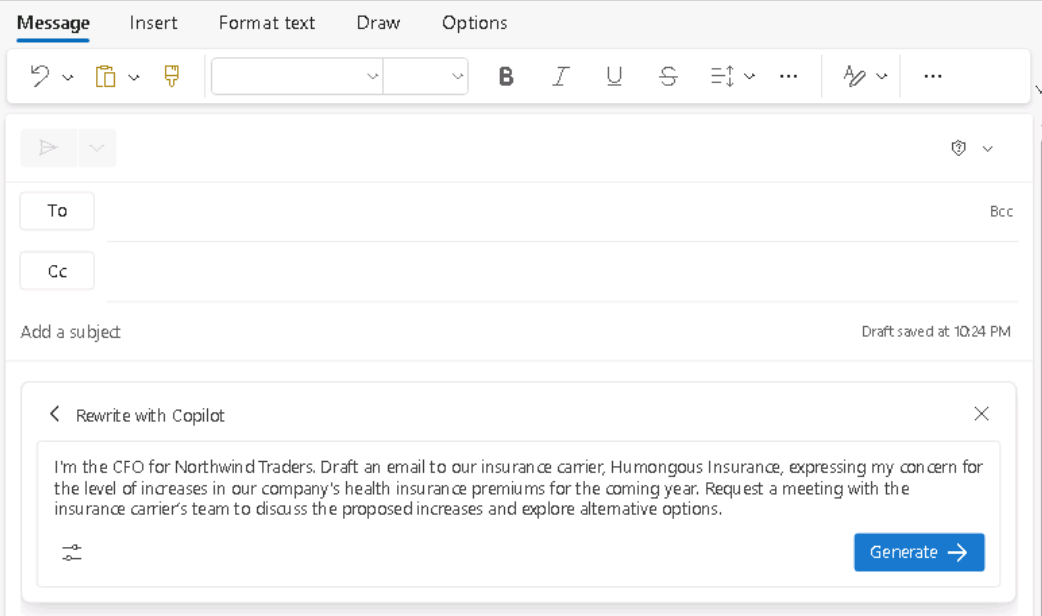 Message Insert Format text Draw Options
B I U S
To
Bcc
Cc
Add a subject
Draft saved at 10:24 PM
Rewrite with Copilot
I'm the CFO for Northwind Traders. Draft an email to our insurance carrier, Humongous Insurance, expressing my concern for
the level of increases in our company's health insurance premiums for the coming year. Request a meeting with the
insurance carrier's team to discuss the proposed increases and explore alternative options.
Generate